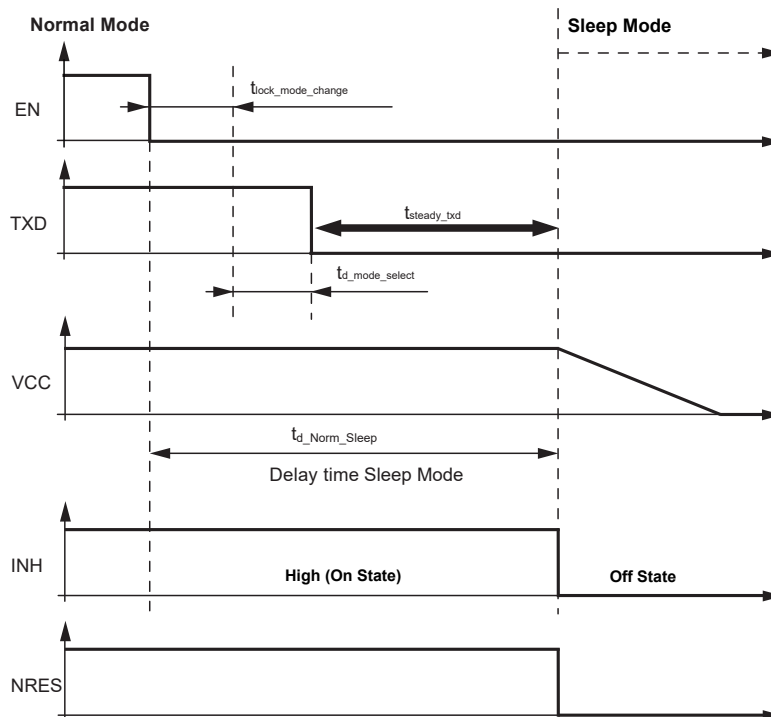 Normal Mode
Sleep Mode
EN
tlock_mode_change
TXD
tsteady_txd
td_mode_select
VCC
td_Norm_Sleep
Delay time Sleep Mode
INH
High (On State)
Off State
NRES